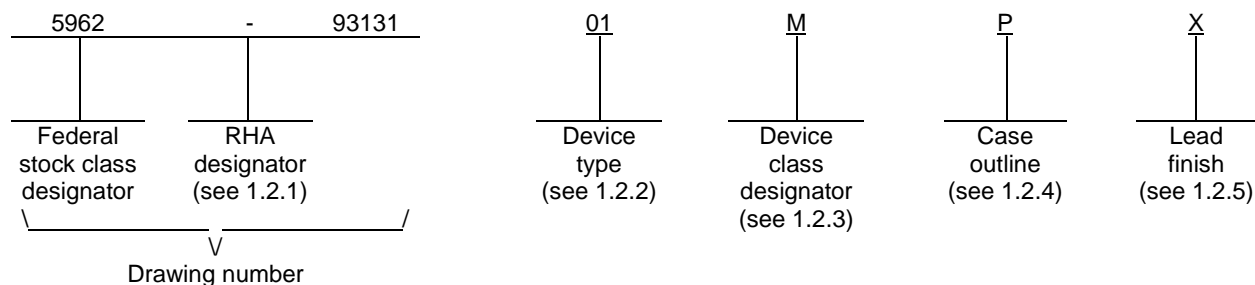 5962 - 93131 01 M P X
Federal stock class designator
RHA designator (see 1.2.1)
Device type (see 1.2.2)
Device class designator (see 1.2.3)
Case outline (see 1.2.4)
Lead finish (see 1.2.5)
\ / \/
Drawing number